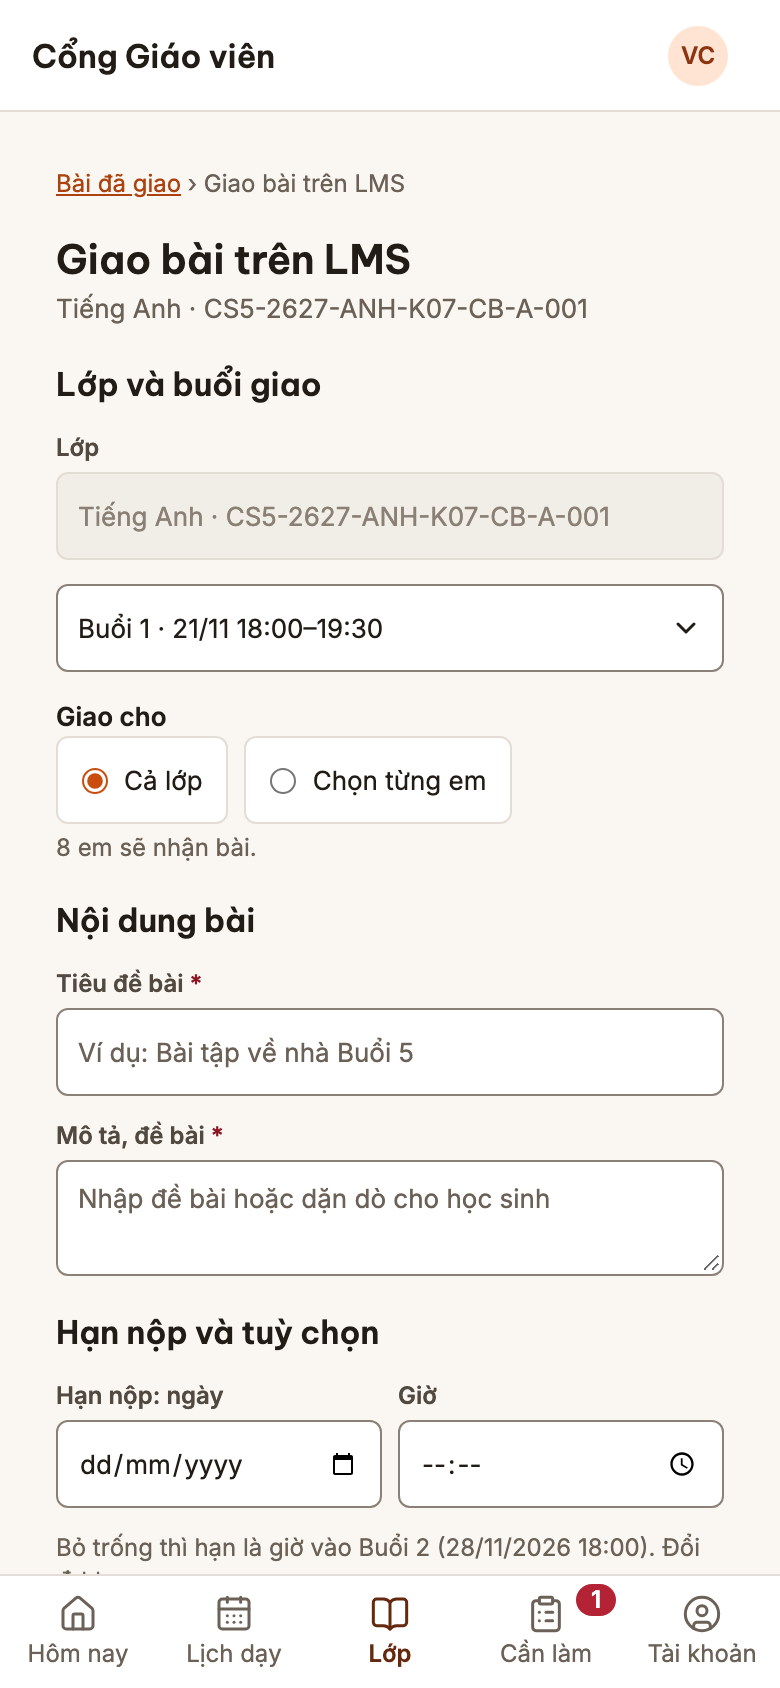 Cổng Giáo viên
VC
Bài đã giao › Giao bài trên LMS
Giao bài trên LMS
Tiếng Anh · CS5-2627-ANH-K07-CB-A-001
Lớp và buổi giao
Lớp
Tiếng Anh · CS5-2627-ANH-K07-CB-A-001
Buổi 1 · 21/11 18:00–19:30
Giao cho
Cả lớp
Chọn từng em
8 em sẽ nhận bài.
Nội dung bài
Tiêu đề bài *
Ví dụ: Bài tập về nhà Buổi 5
Mô tả, đề bài *
Nhập đề bài hoặc dặn dò cho học sinh
Hạn nộp và tuỳ chọn
Hạn nộp: ngày
Giờ
dd/mm/yyyy
--:--
Bỏ trống thì hạn là giờ vào Buổi 2 (28/11/2026 18:00). Đổi
1
Hôm nay
Lịch dạy
Lớp
Cần làm
Tài khoản